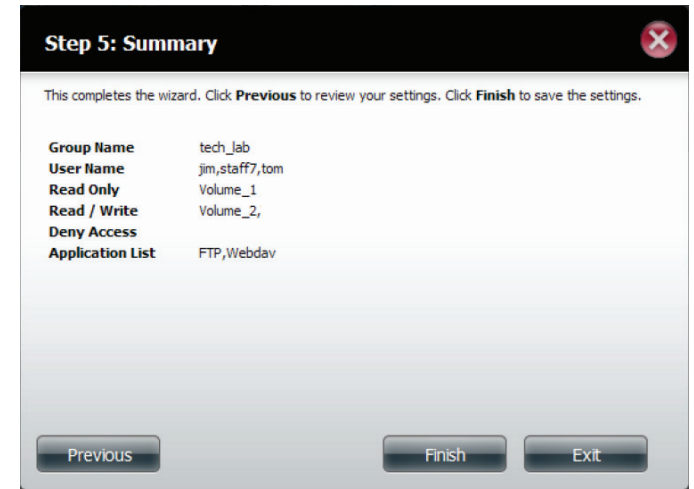 Step 5: Summary
This completes the wizard. Click Previous to review your settings. Click Finish to save the settings.
Group Name tech_lab
User Name jim,staff7,tom
Read Only Volume_1
Read / Write Volume_2,
Deny Access
Application List FTP,Webdav
Previous Finish Exit